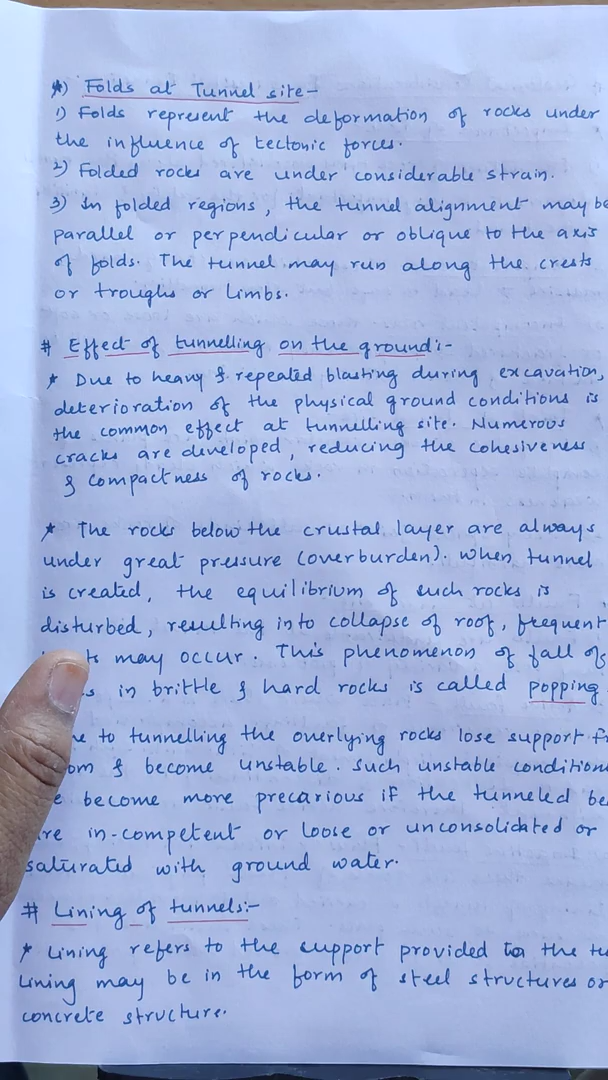 *) Folds at Tunnel site-
1) Folds represent the deformation of rocks under
the influence of tectonic forces.
2) Folded rocks are under considerable strain.
3) In folded regions, the tunnel alignment may be
parallel or perpendicular or oblique to the axis
of folds. The tunnel may run along the crests
or troughs or limbs.
# Effect of tunnelling on the ground:-
* Due to heavy & repeated blasting during excavation,
deterioration of the physical ground conditions is
the common effect at tunnelling site. Numerous
cracks are developed, reducing the cohesiveness
& compactness of rocks.
* The rocks below the crustal layer are always
under great pressure (overburden). When tunnel
is created, the equilibrium of such rocks is
disturbed, resulting into collapse of roof, frequent
may occur. This phenomenon of fall of
in brittle & hard rocks is called popping
to tunnelling the overlying rocks lose support
& become unstable. Such unstable condition
become more precarious if the tunneled
in-competent or loose or unconsolidated or
saturated with ground water.
# Lining of tunnels:-
* Lining refers to the support provided to the
Lining may be in the form of steel structures or
concrete structure.